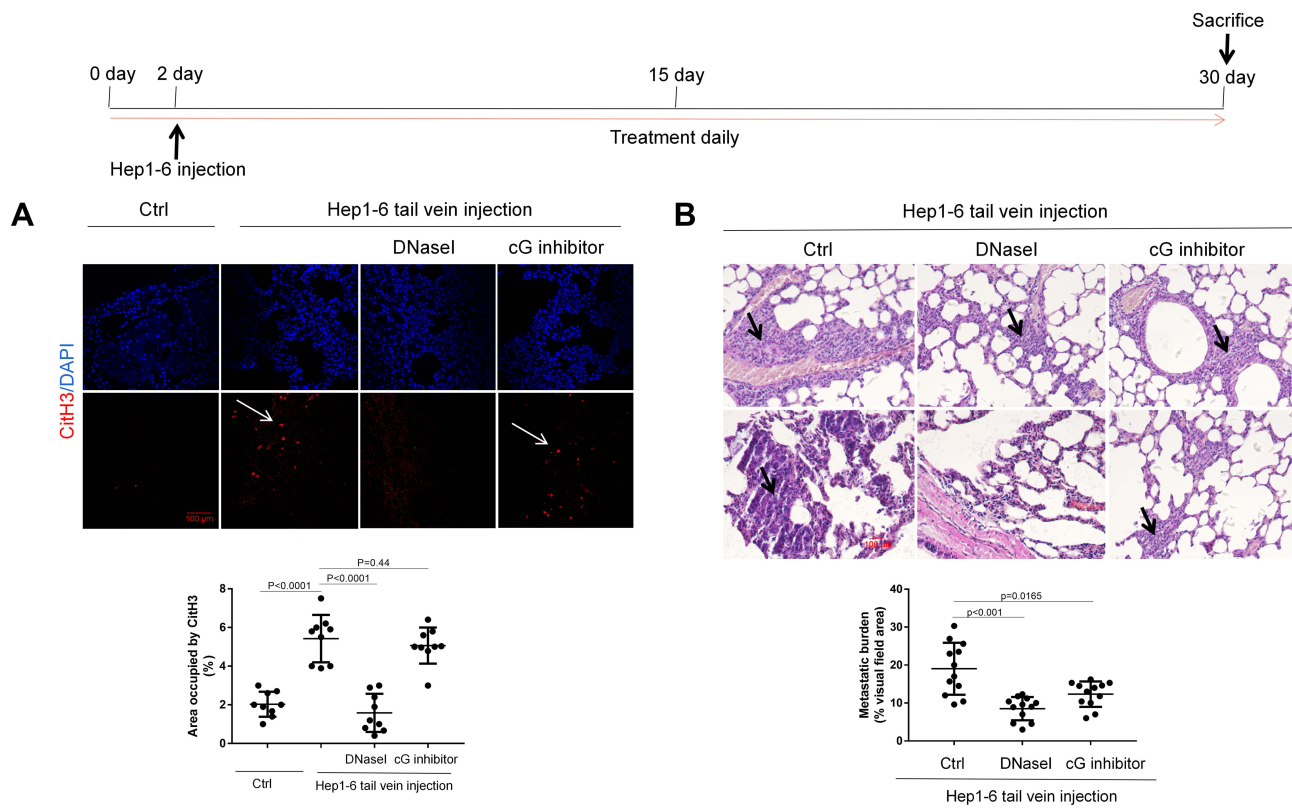 Sacrifice
0 day
2 day
15 day
30 day
Treatment daily
Hep1-6 injection
A
Ctrl
Hep1-6 tail vein injection
DNaseI
cG inhibitor
CitH3/DAPI
100 μm
P=0.44
P<0.0001
P<0.0001
8
6
4
2
0
Area occupied by CitH3
(%)
DNaseI
cG inhibitor
Ctrl
Hep1-6 tail vein injection
B
Hep1-6 tail vein injection
Ctrl
DNaseI
cG inhibitor
100 μm
p=0.0165
p<0.001
40
30
20
10
0
Metastatic burden
(% visual field area)
Ctrl
DNaseI
cG inhibitor
Hep1-6 tail vein injection